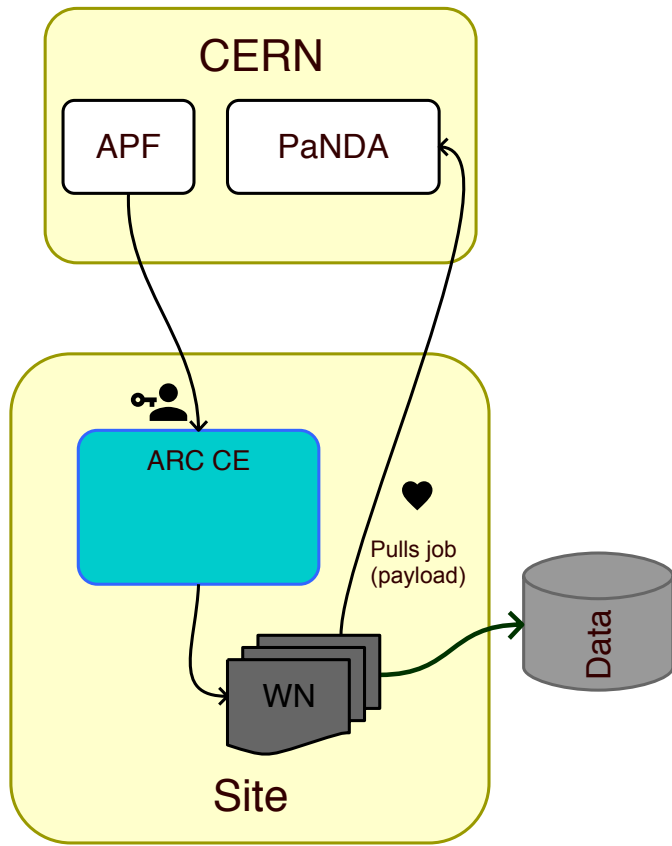 CERN
APF
PaNDA
ARC CE
Pulls job
(payload)
Data
WN
Site